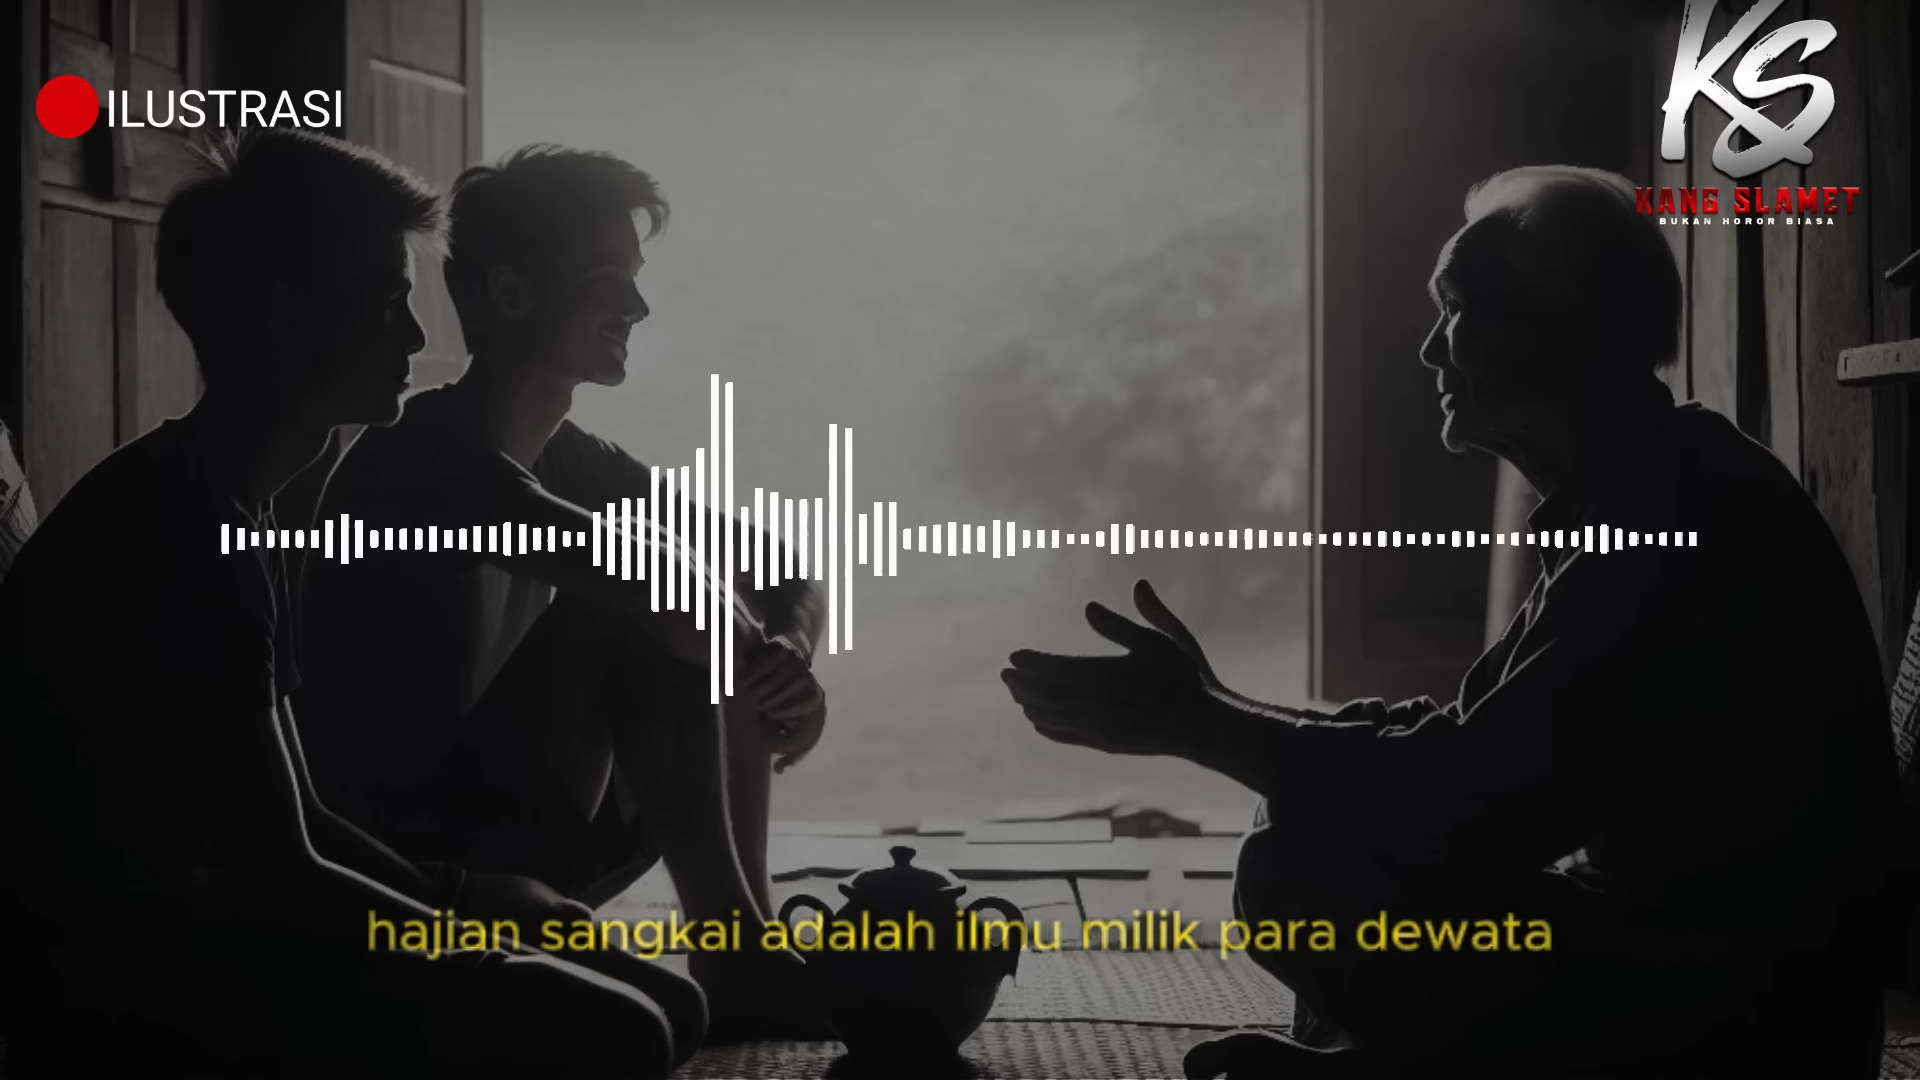 ILUSTRASI
KS
KANG SLAMET
BUKAN HOROR BIASA
hajian sangkai adalah ilmu milik para dewata